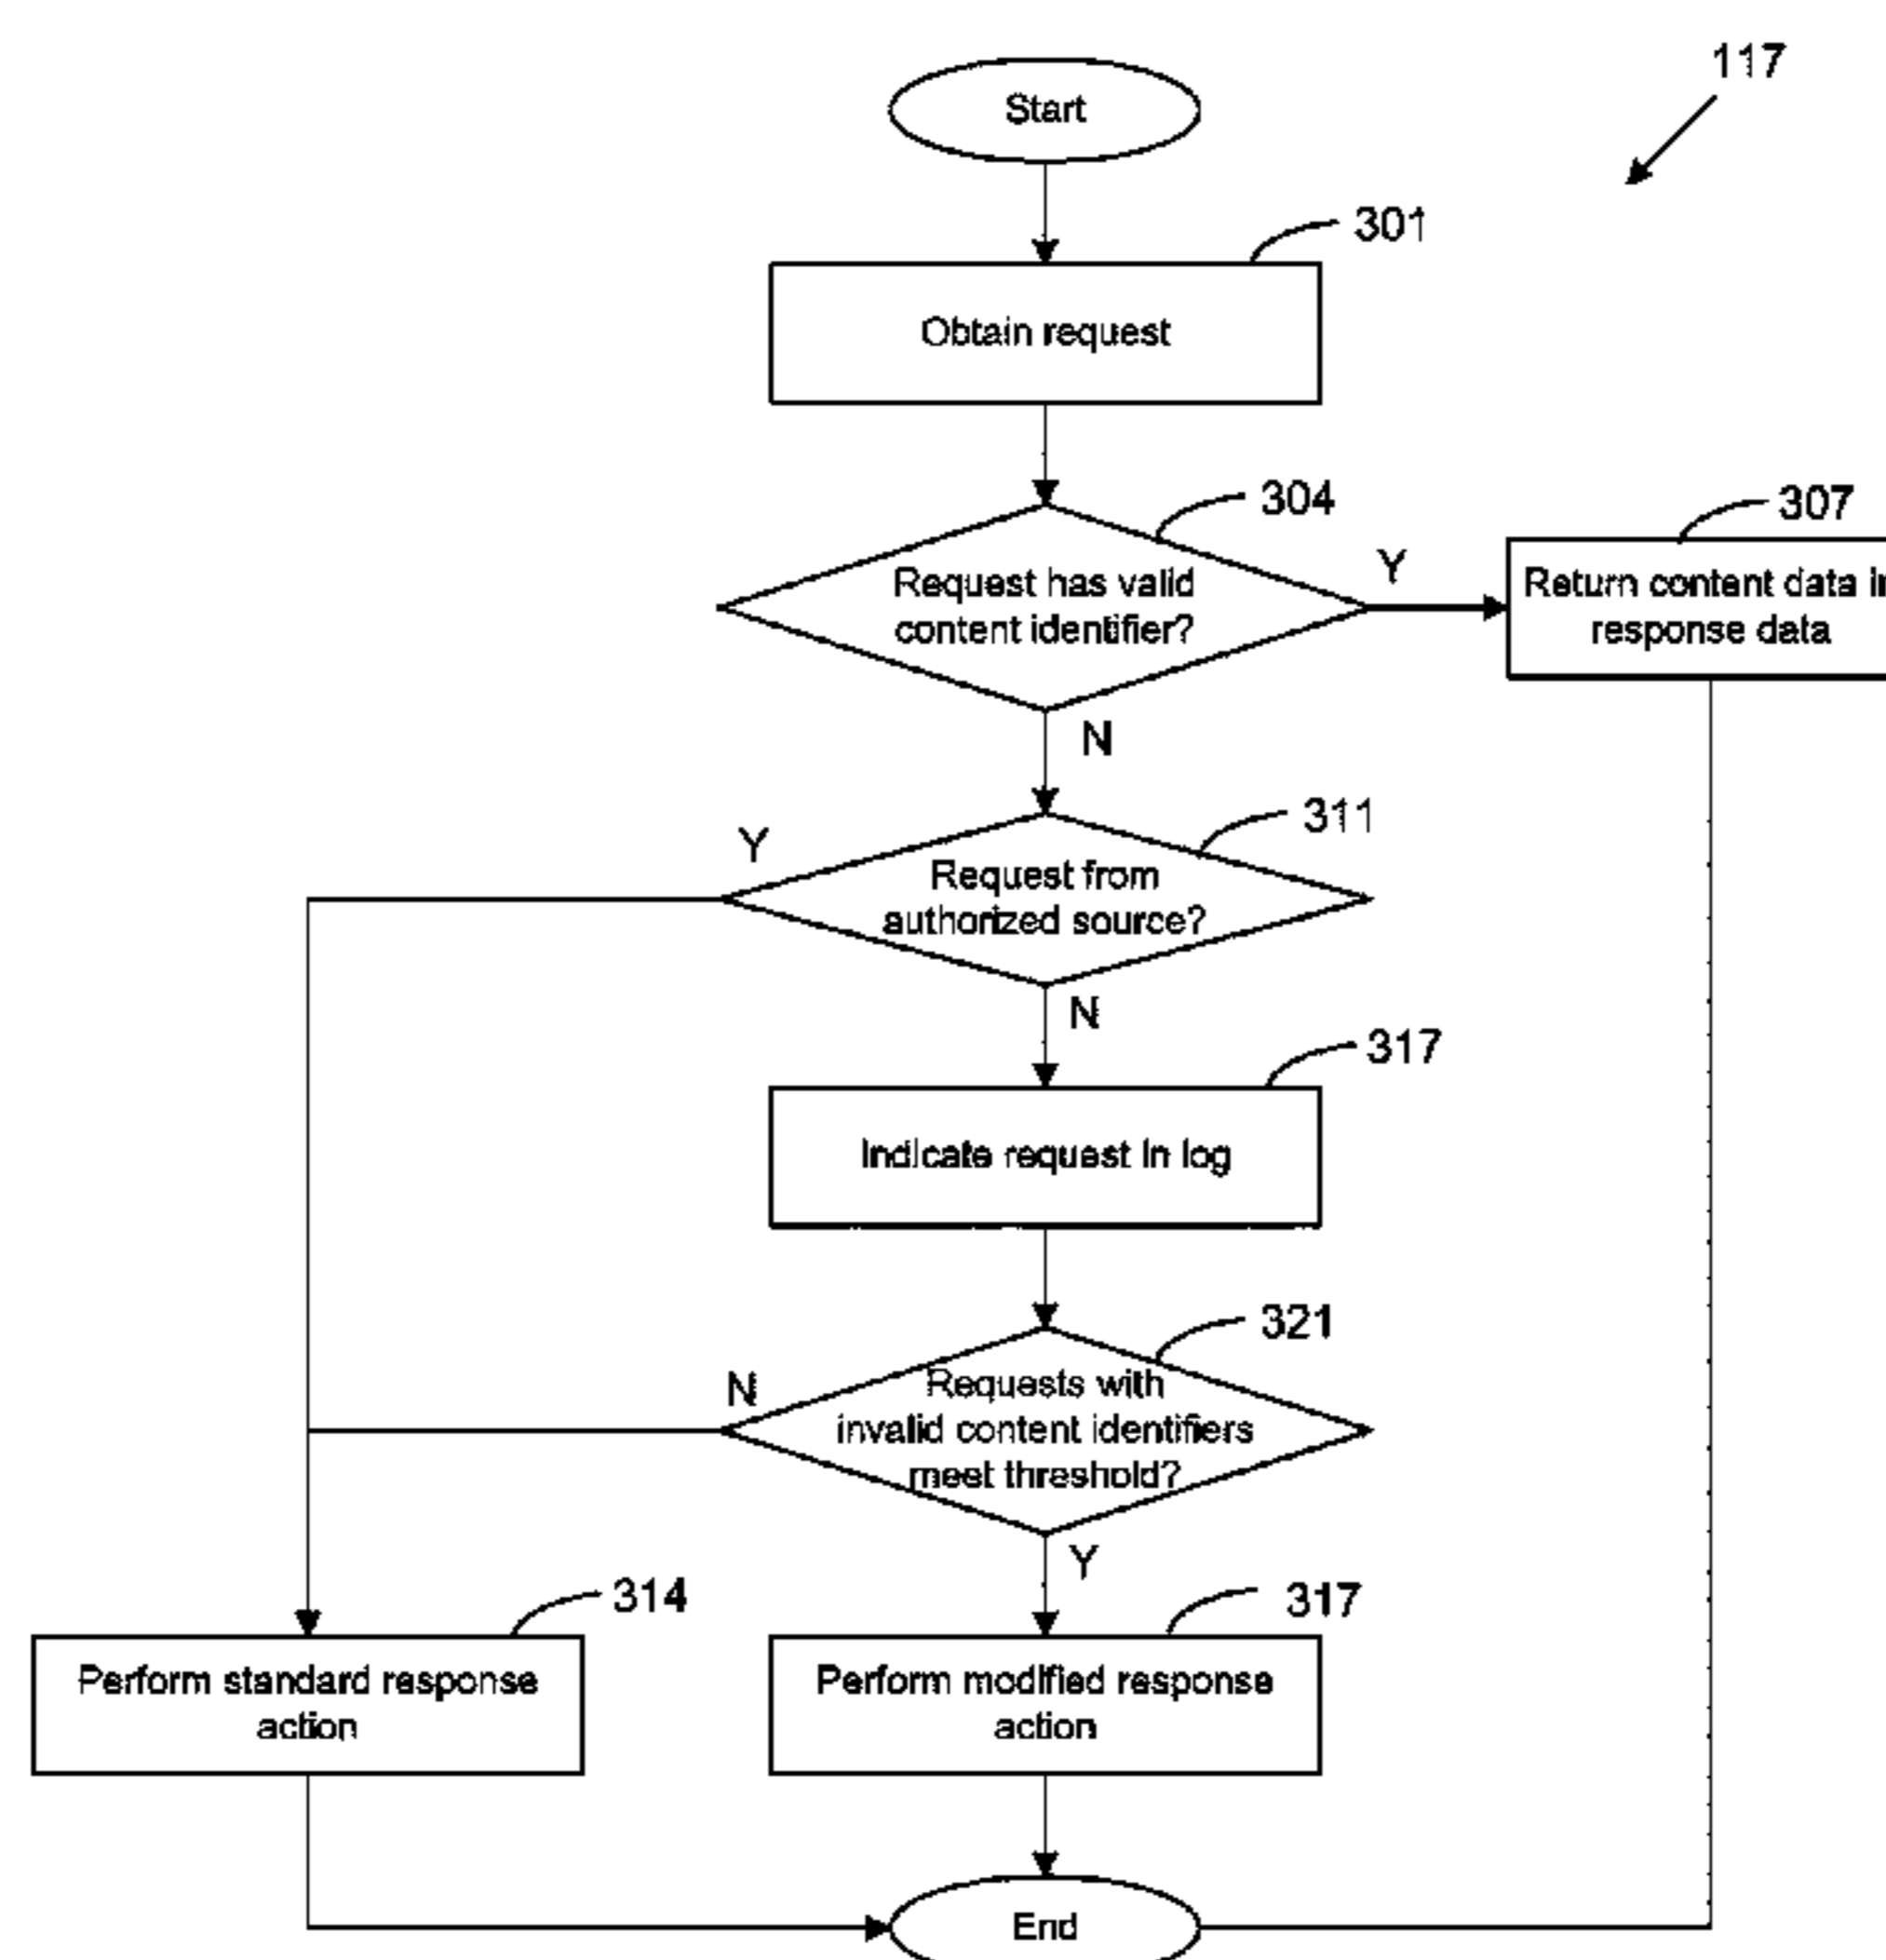 117
Start
301
Obtain request
304
307
Request has valid
content identifier?
Y
Return content data in
response data
N
311
Y
Request from
authorized source?
N
317
Indicate request in log
321
N
Requests with
invalid content identifiers
meet threshold?
Y
314
317
Perform standard response
action
Perform modified response
action
End